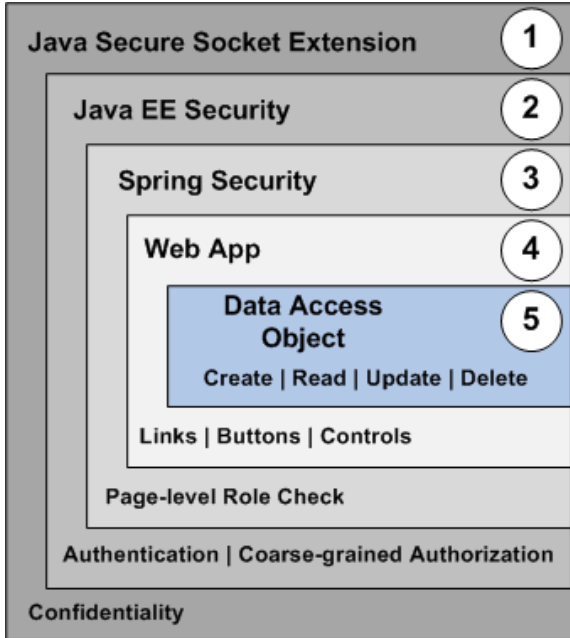 Java Secure Socket Extension
1
Java EE Security
2
Spring Security
3
Web App
4
Data Access
Object
5
Create | Read | Update | Delete
Links | Buttons | Controls
Page-level Role Check
Authentication | Coarse-grained Authorization
Confidentiality